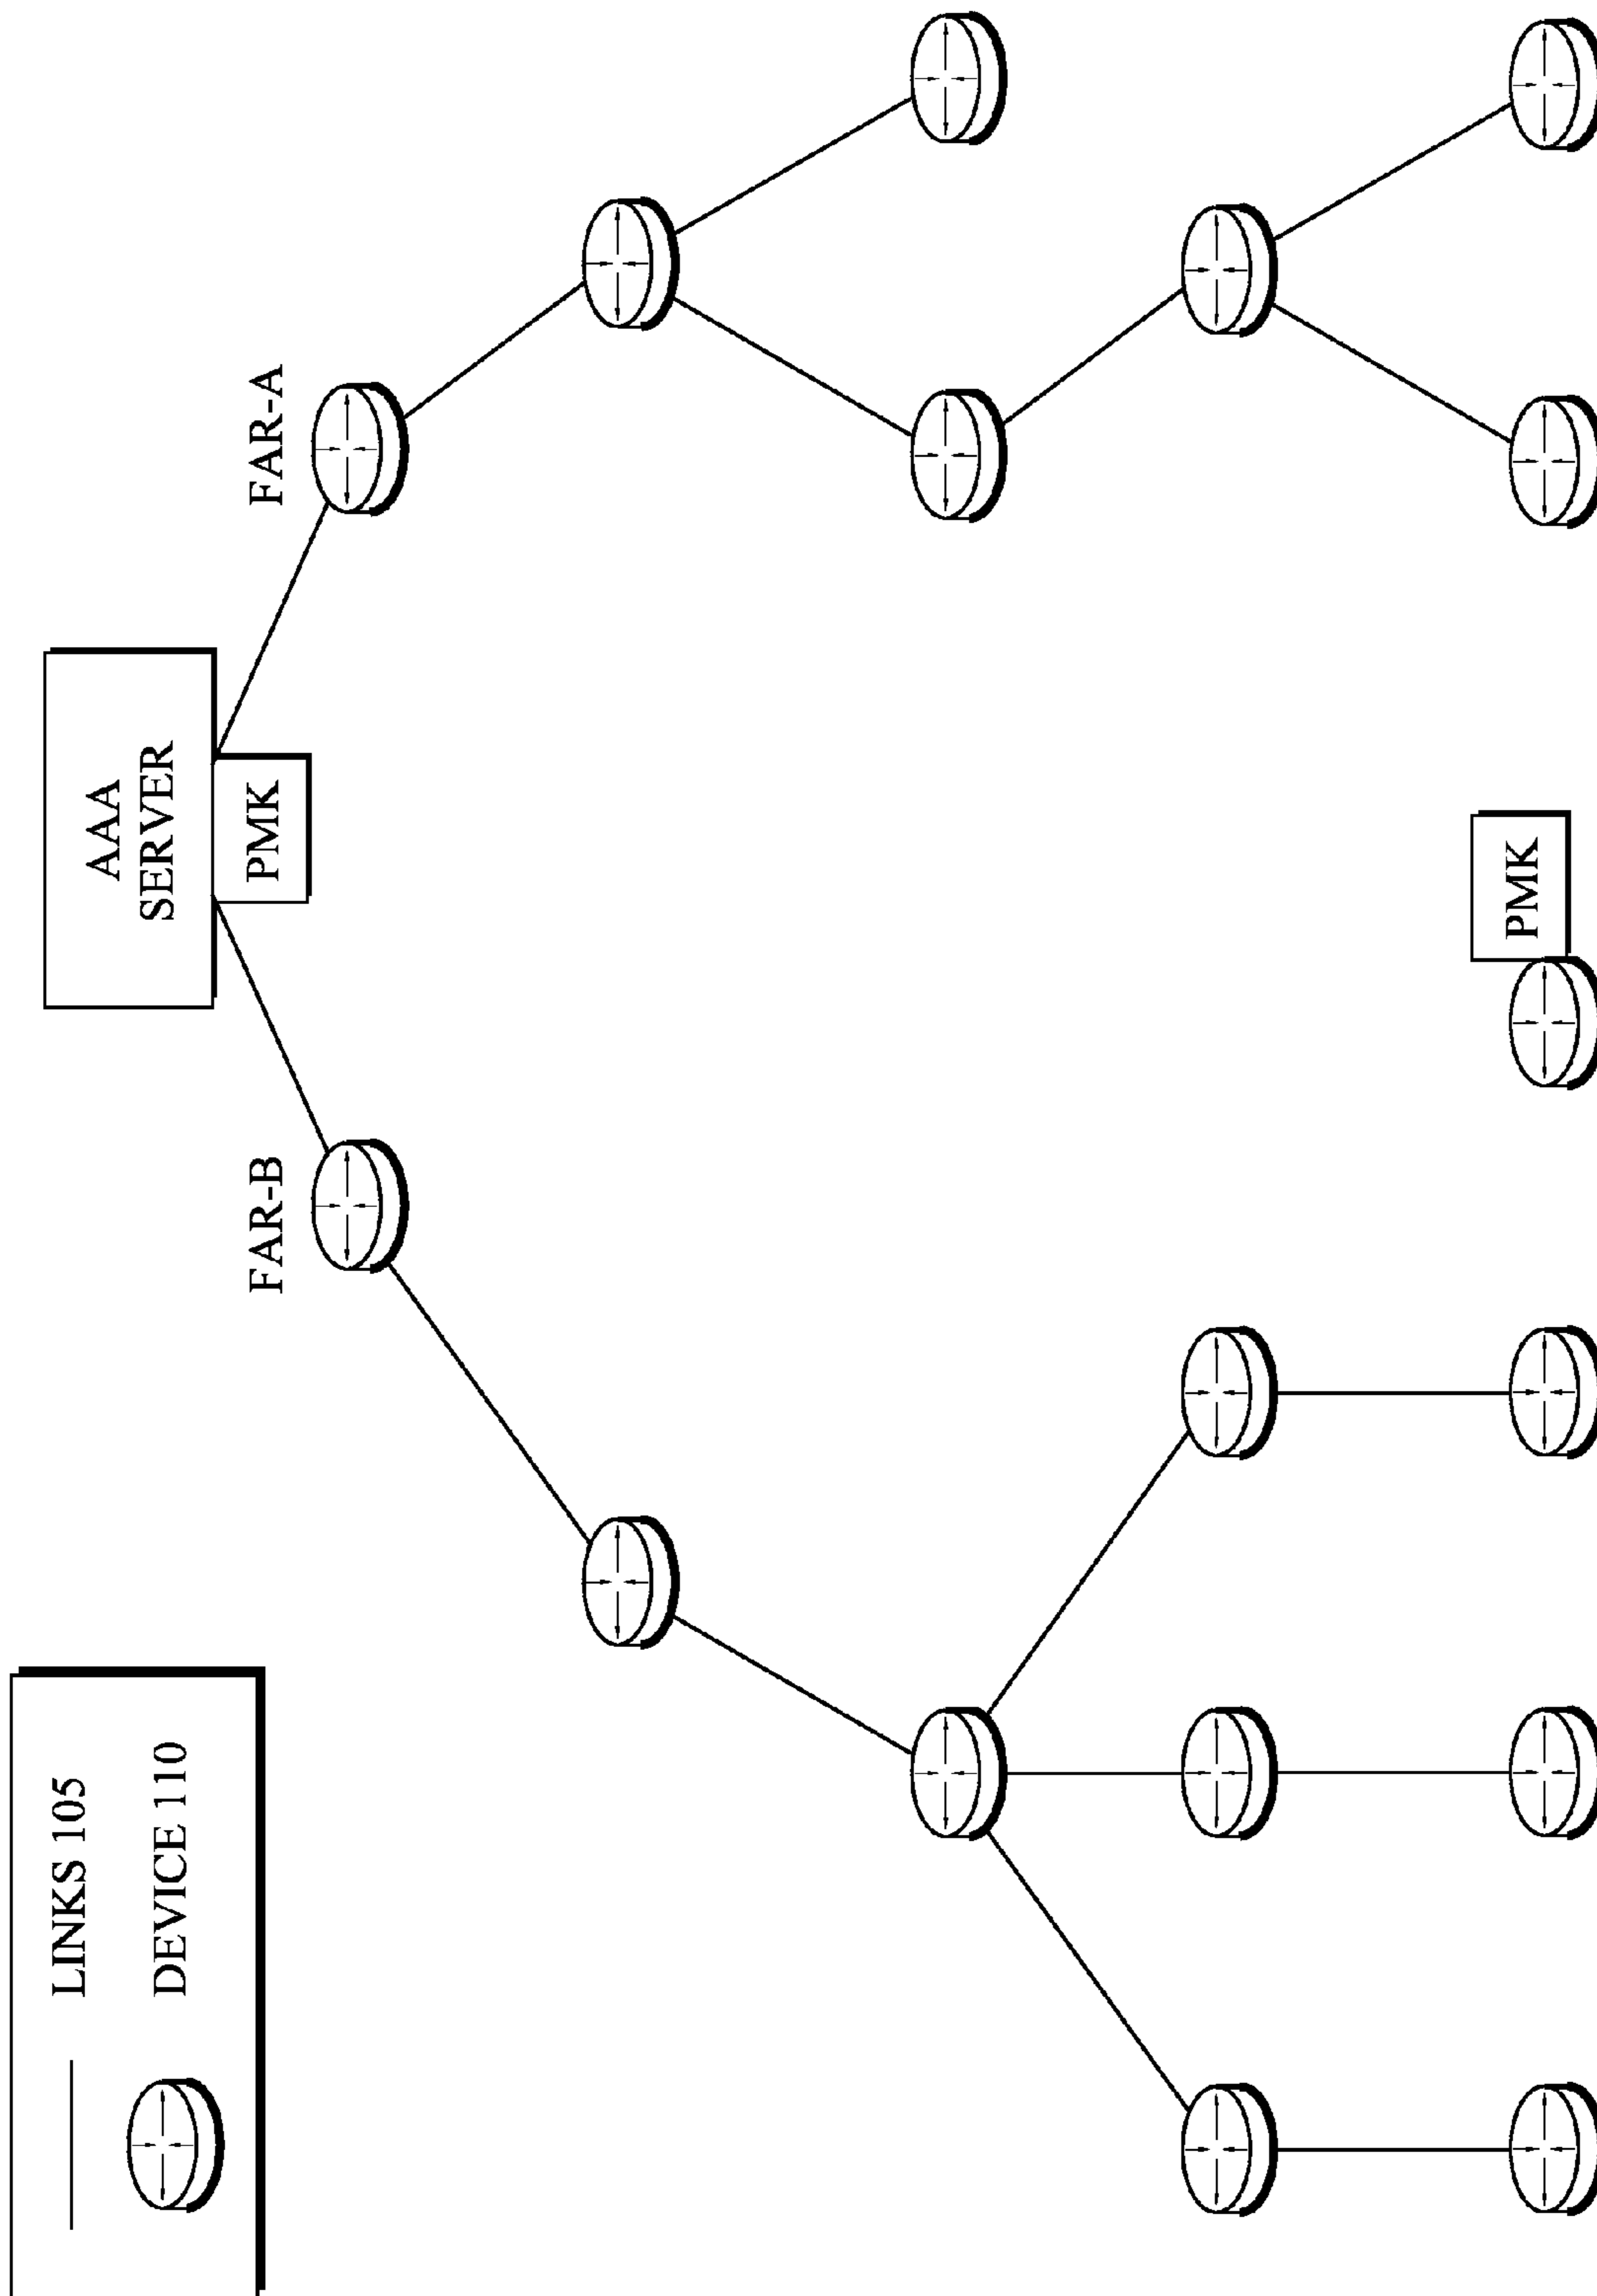 LINKS 105
DEVICE 110
AAA
SERVER
PMK
FAR-B
FAR-A
PMK